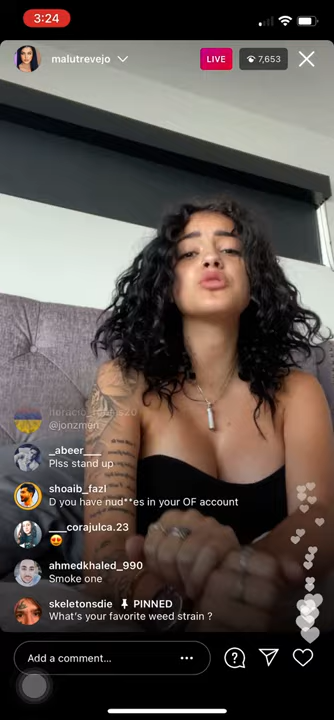 3:24
malutrevejo
LIVE
7,653
@jonzmen
_abeer___
Plss stand up
shoaib_fazl
D you have nud**es in your OF account
___corajulca.23
😍
ahmedkhaled_990
Smoke one
skeletonsdie PINNED
What's your favorite weed strain ?
Add a comment...